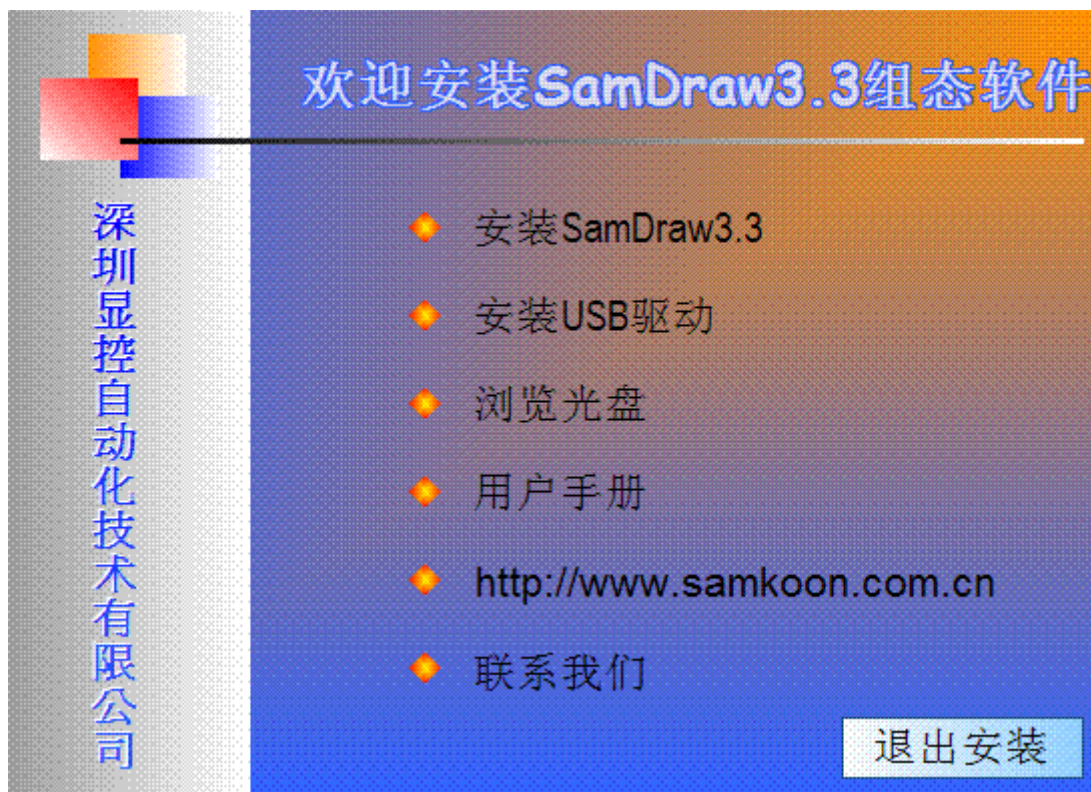 欢迎安装SamDraw3.3组态软件
深圳显控自动化技术有限公司
安装SamDraw3.3
安装USB驱动
浏览光盘
用户手册
http://www.samkoon.com.cn
联系我们
退出安装